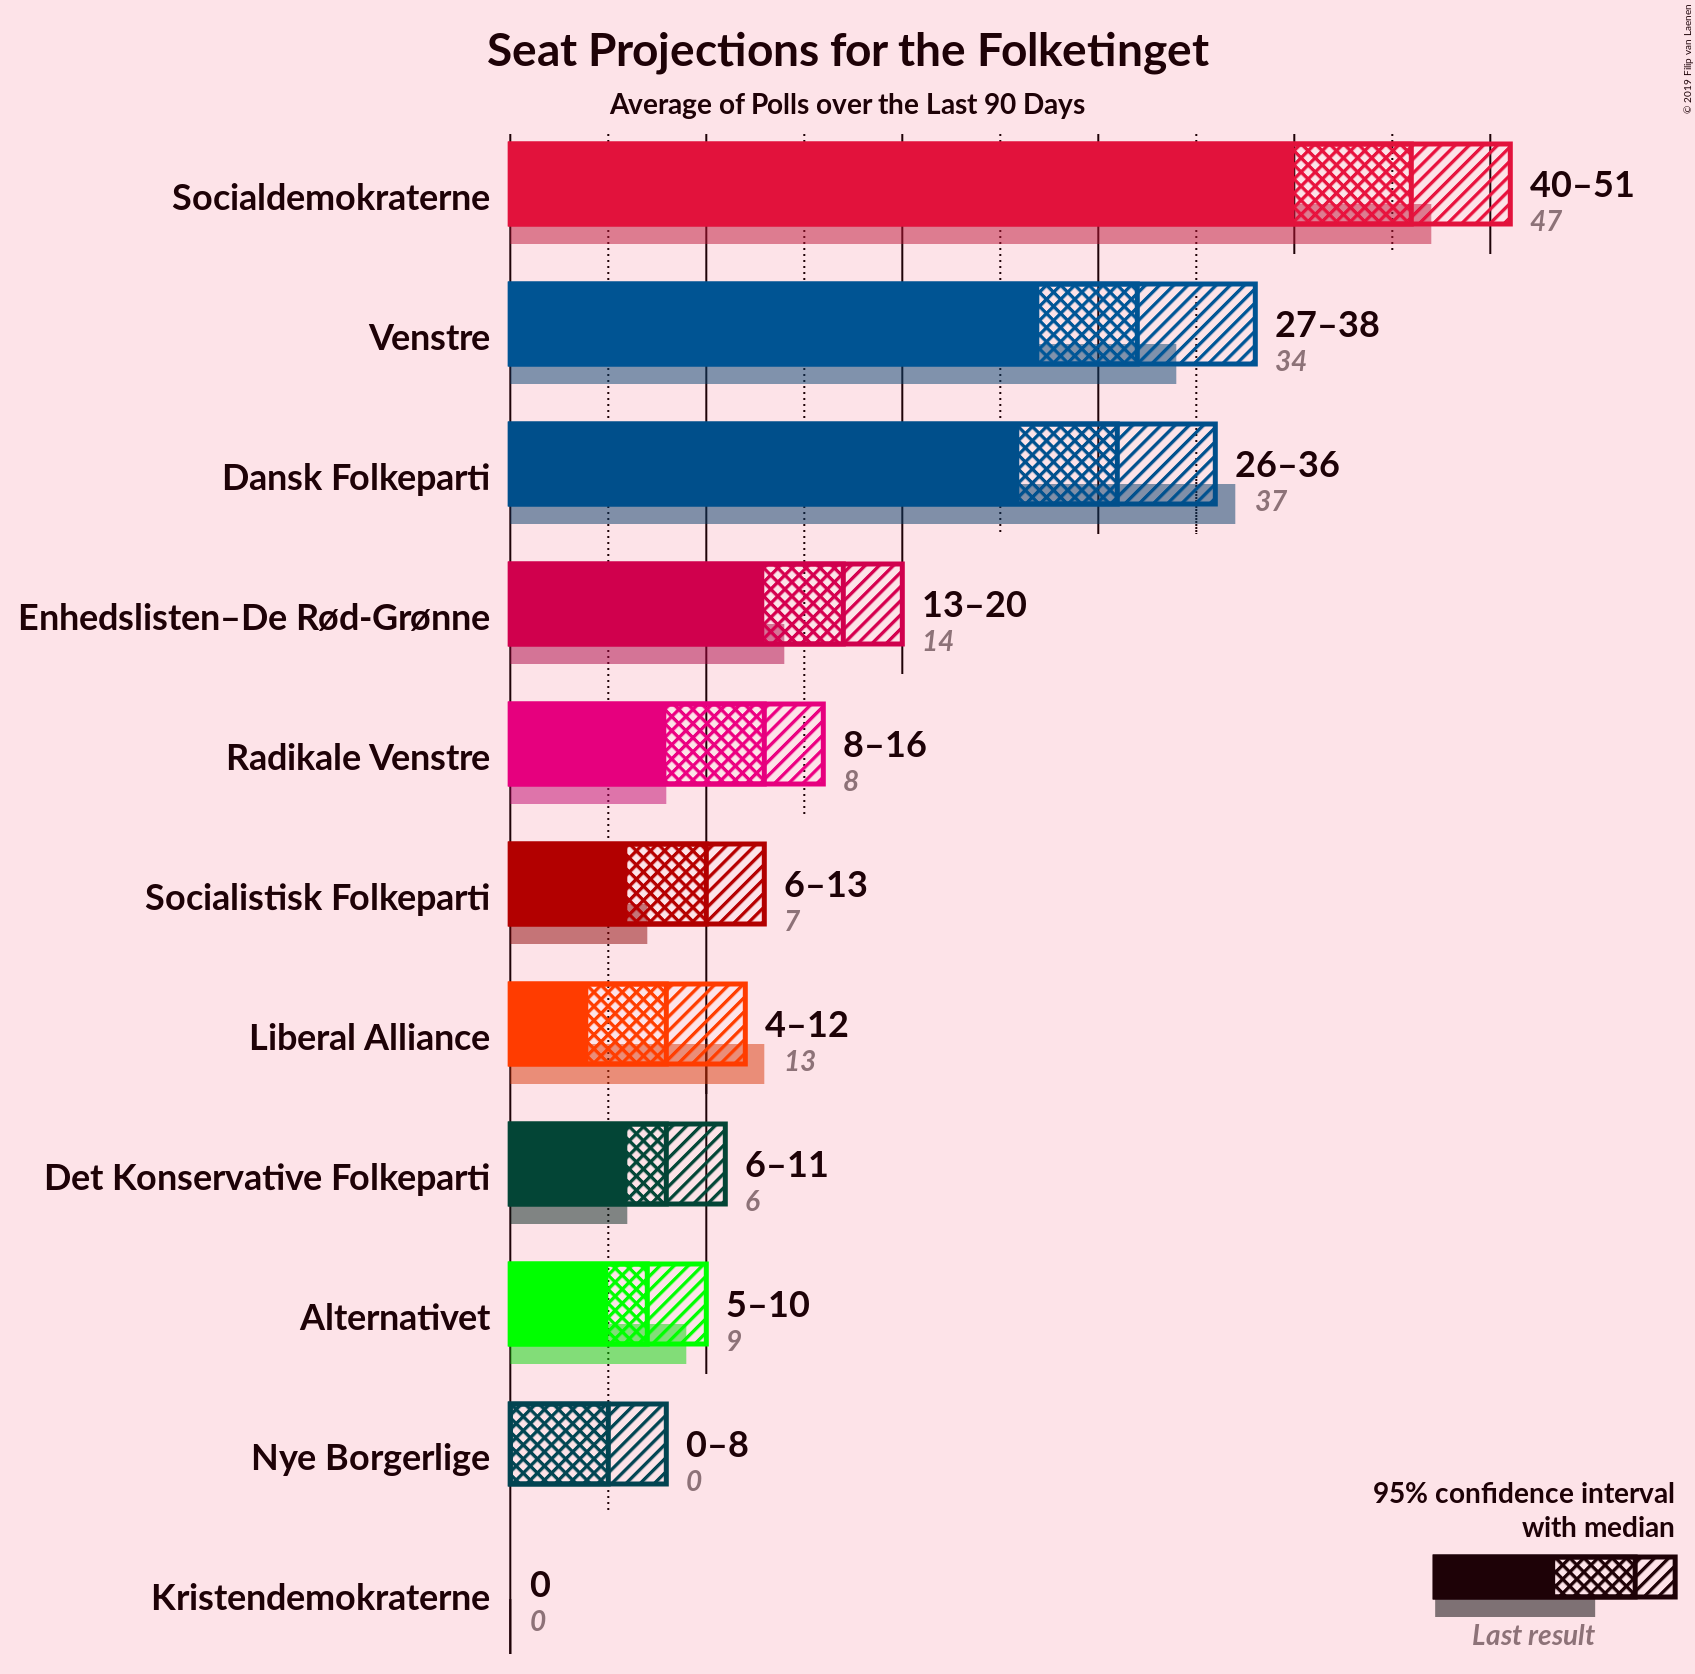 © 2019 Filip van Laenen
Seat Projections for the Folketinget
Average of Polls over the Last 90 Days
Socialdemokraterne
40–51
47
Venstre
27–38
34
Dansk Folkeparti
26–36
37
Enhedslisten–De Rød-Grønne
13–20
14
Radikale Venstre
8–16
8
Socialistisk Folkeparti
6–13
7
Liberal Alliance
4–12
13
Det Konservative Folkeparti
6–11
6
Alternativet
5–10
9
Nye Borgerlige
0–8
0
Kristendemokraterne
0
0
95% confidence interval
with median
Last result